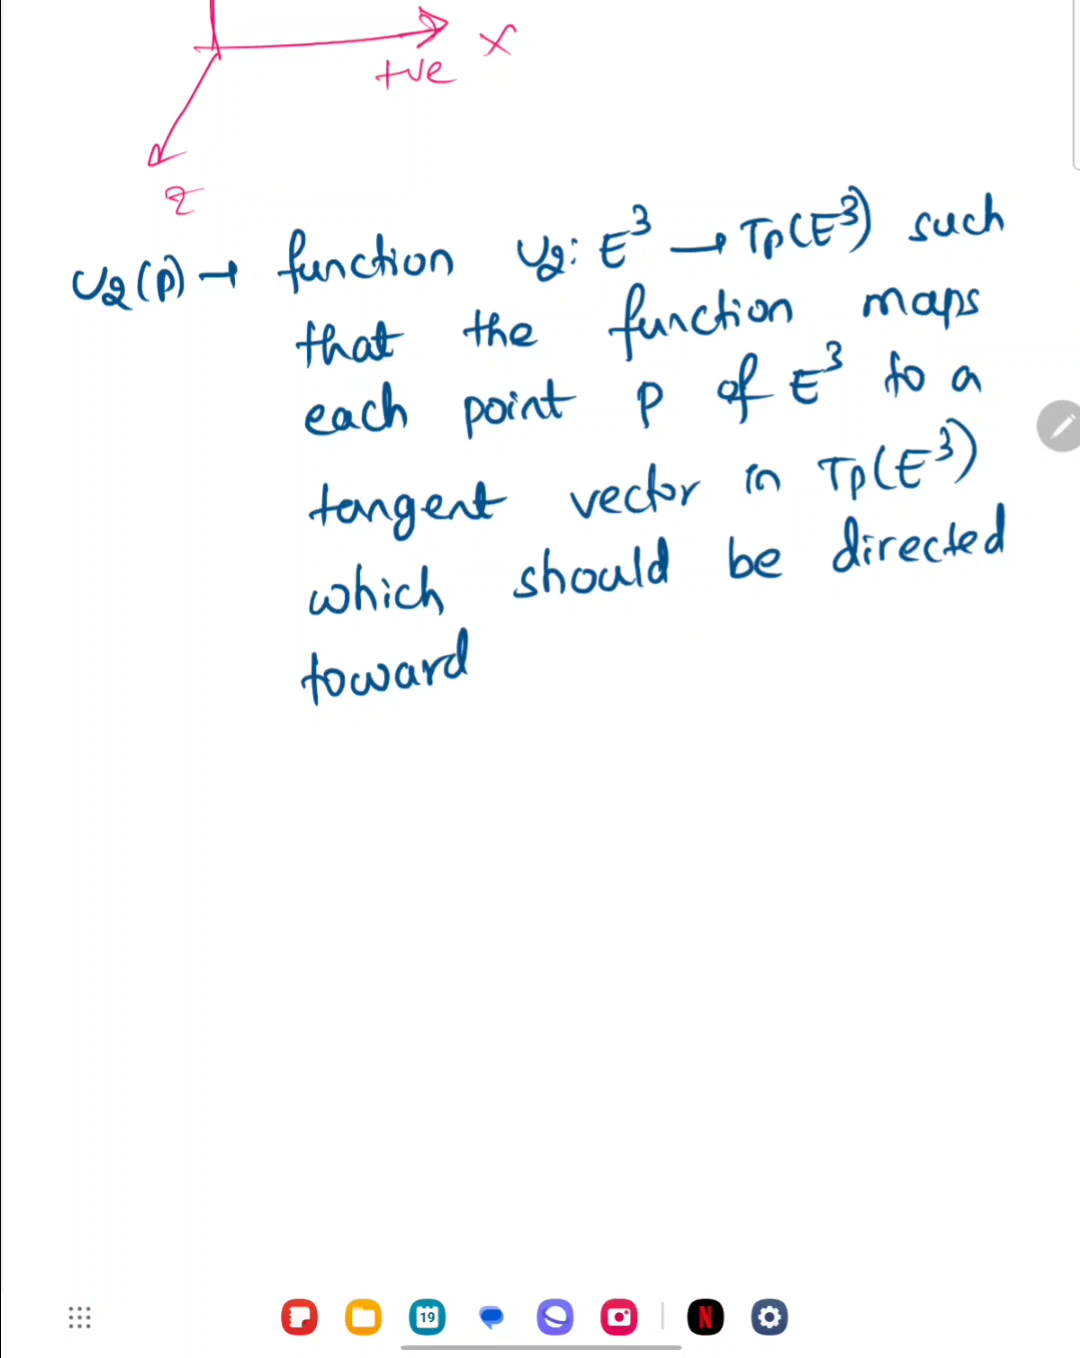 x
+ve
z
U2(p) → function U2: E³ → Tp(E³) such
that the function maps
each point p of E³ to a
tangent vector in Tp(E³)
which should be directed
toward
19
N